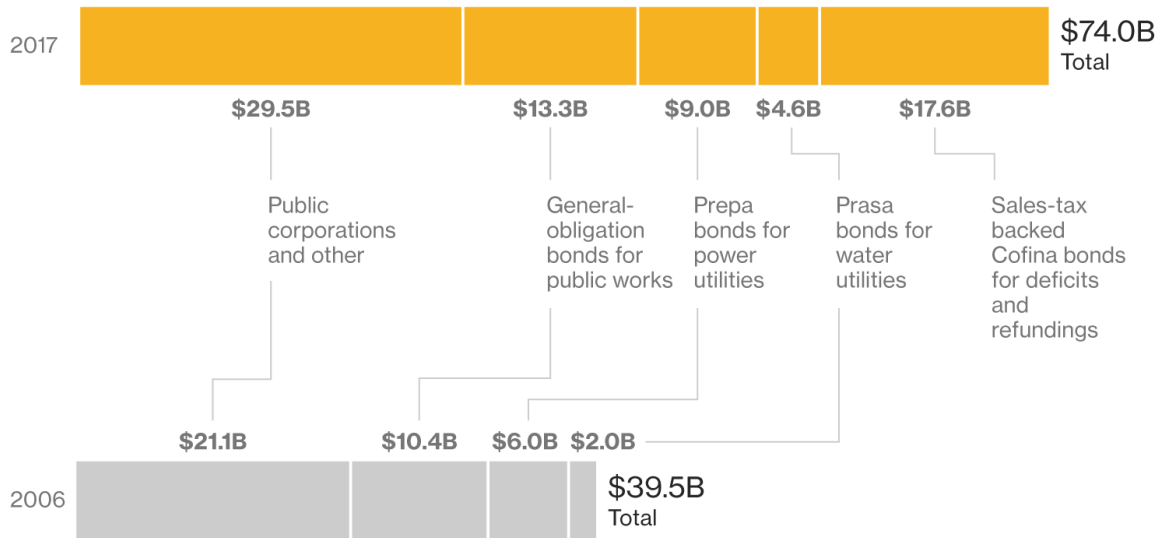 2017
$74.0B
Total
$29.5B
$13.3B
$9.0B
$4.6B
$17.6B
Public
corporations
and other
General-
obligation
bonds for
public works
Prepa
bonds for
power
utilities
Prasa
bonds for
water
utilities
Sales-tax
backed
Cofina bonds
for deficits
and
refundings
$21.1B
$10.4B
$6.0B
$2.0B
2006
$39.5B
Total